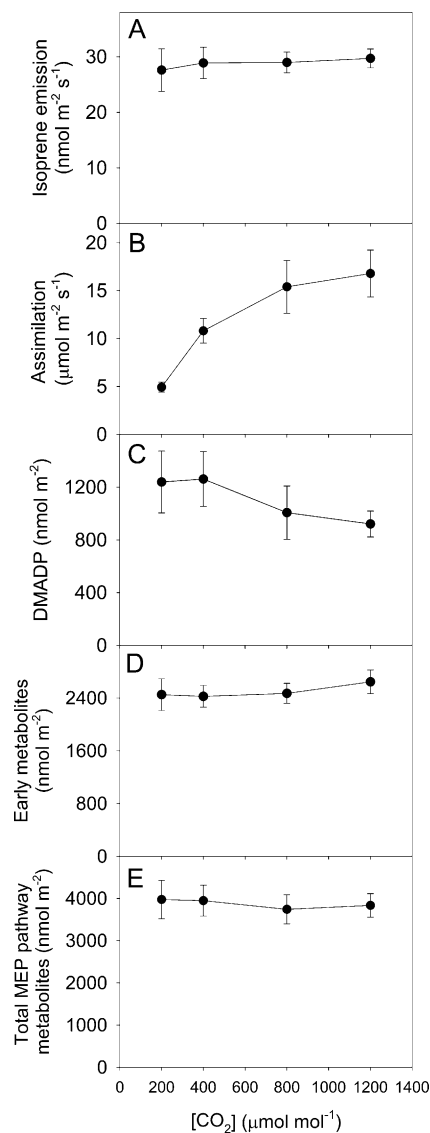 A
Isoprene emission
(nmol m⁻² s⁻¹)
30
20
10
0
B
Assimilation
(µmol m⁻² s⁻¹)
20
15
10
5
0
C
DMADP (nmol m⁻²)
1200
800
400
0
D
Early metabolites
(nmol m⁻²)
2400
1600
800
0
E
Total MEP pathway
metabolites (nmol m⁻²)
4000
3000
2000
1000
0
0 200 400 600 800 1000 1200 1400
[CO₂] (µmol mol⁻¹)